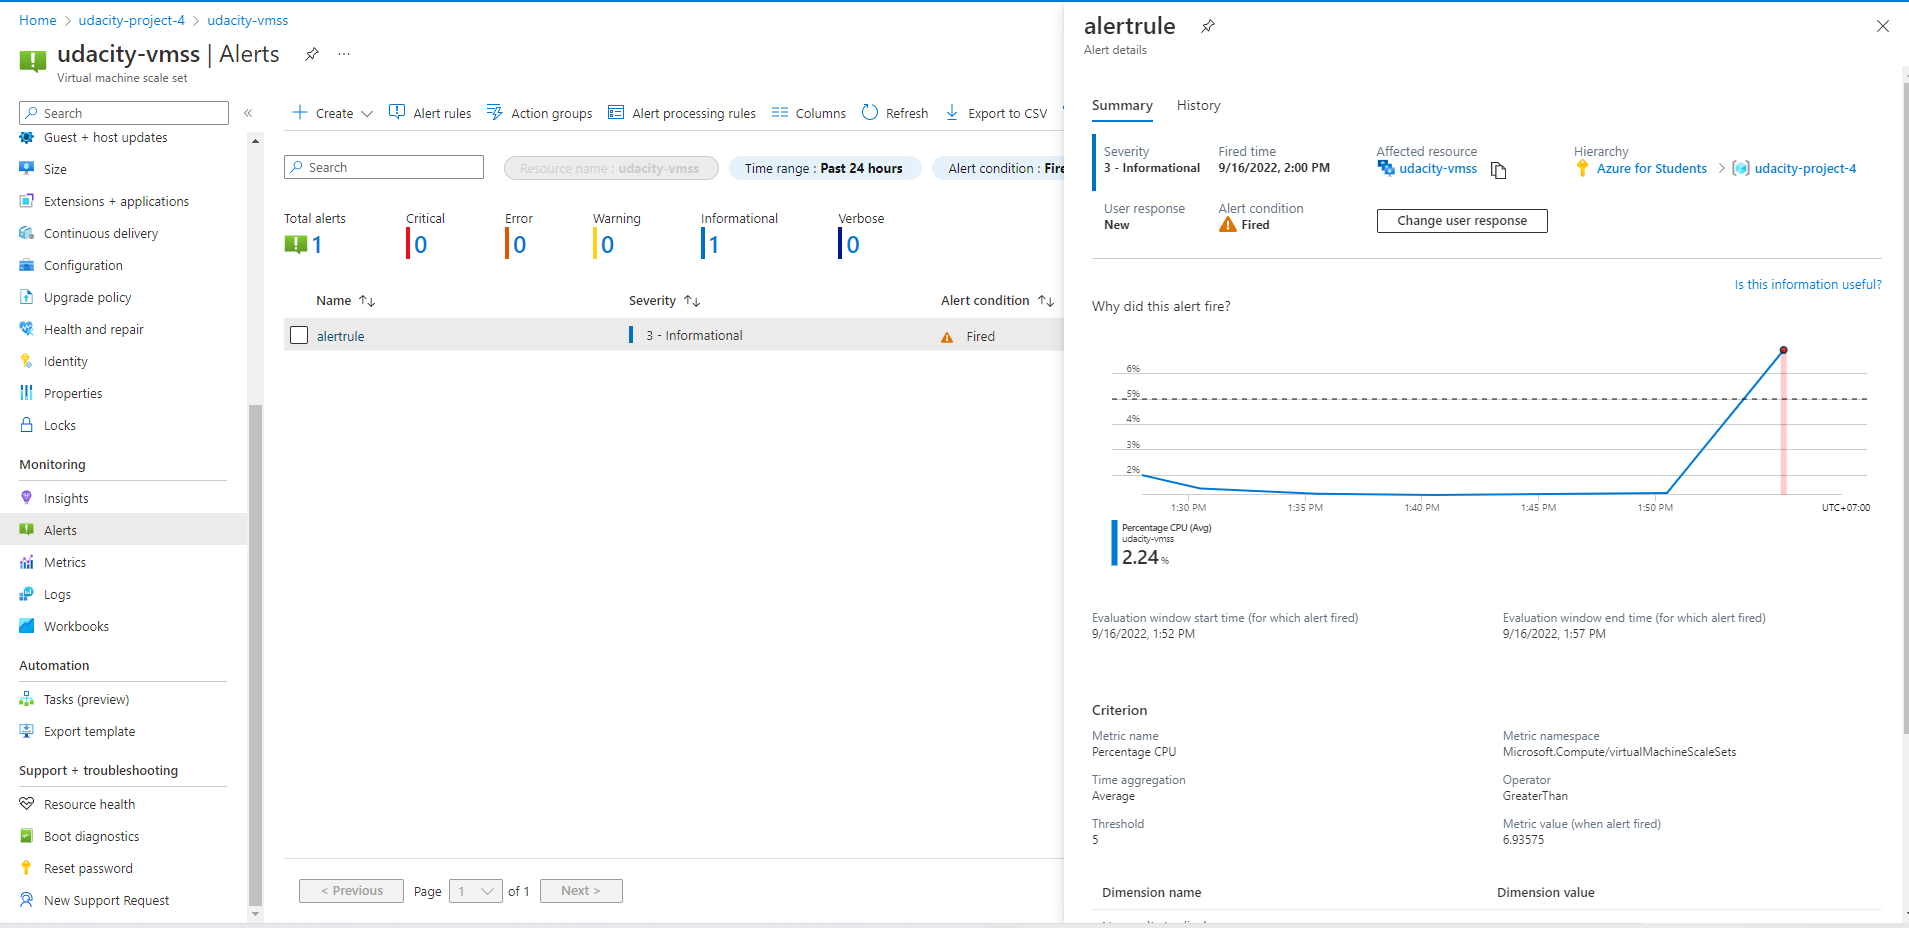 Home > udacity-project-4 > udacity-vmss
udacity-vmss | Alerts
Virtual machine scale set
Search
Guest + host updates
Size
Extensions + applications
Continuous delivery
Configuration
Upgrade policy
Health and repair
Identity
Properties
Locks
Monitoring
Insights
Alerts
Metrics
Logs
Workbooks
Automation
Tasks (preview)
Export template
Support + troubleshooting
Resource health
Boot diagnostics
Reset password
New Support Request
Create Alert rules Action groups Alert processing rules Columns Refresh Export to CSV
Search Resource name : udacity-vmss Time range : Past 24 hours Alert condition : Fire
Total alerts Critical Error Warning Informational Verbose
1 0 0 0 1 0
Name Severity Alert condition
alertrule 3 - Informational Fired
< Previous Page 1 of 1 Next >
alertrule
Alert details
Summary History
Severity Fired time Affected resource Hierarchy
3 - Informational 9/16/2022, 2:00 PM udacity-vmss Azure for Students > udacity-project-4
User response Alert condition
New Fired Change user response
Is this information useful?
Why did this alert fire?
6%
5%
4%
3%
2%
1:30 PM 1:35 PM 1:40 PM 1:45 PM 1:50 PM UTC+07:00
Percentage CPU (Avg)
udacity-vmss
2.24 %
Evaluation window start time (for which alert fired) Evaluation window end time (for which alert fired)
9/16/2022, 1:52 PM 9/16/2022, 1:57 PM
Criterion
Metric name Metric namespace
Percentage CPU Microsoft.Compute/virtualMachineScaleSets
Time aggregation Operator
Average GreaterThan
Threshold Metric value (when alert fired)
5 6.93575
Dimension name Dimension value